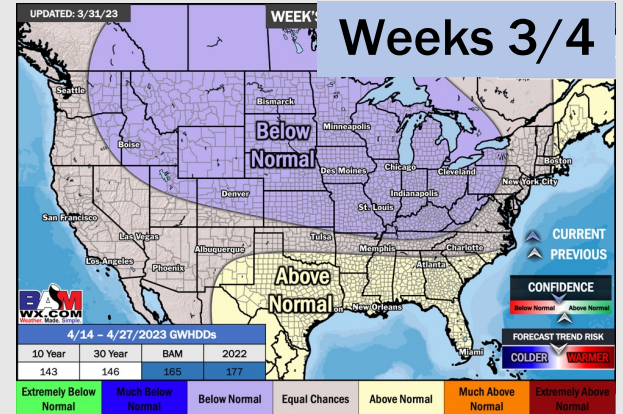 UPDATED: 3/31/23
WEEK'S
Weeks 3/4
Seattle
Bismarck
Below
Normal
Minneapolis
Boise
Des Moines
Chicago
Cleveland
Boston
New York City
Denver
Indianapolis
St. Louis
San Francisco
Las Vegas
Tulsa
Albuquerque
Memphis
Charlotte
Los Angeles
Phoenix
Atlanta
Above
Normal
on
New Orleans
Miami
CURRENT
PREVIOUS
CONFIDENCE
Below Normal
Above Normal
FORECAST TREND RISK
COLDER
WARMER
BAM
WX.COM
Weather. Made. Simple.
4/14 – 4/27/2023 GWHDDs
10 Year 30 Year BAM 2022
143 146 165 177
Extremely Below Normal
Much Below Normal
Below Normal
Equal Chances
Above Normal
Much Above Normal
Extremely Above Normal